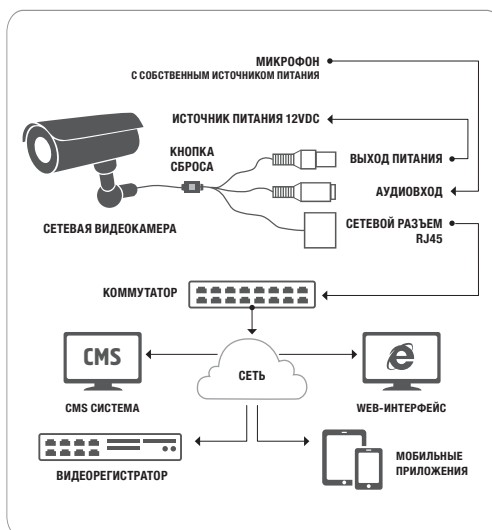 МИКРОФОН
С СОБСТВЕННЫМ ИСТОЧНИКОМ ПИТАНИЯ
ИСТОЧНИК ПИТАНИЯ 12VDC
КНОПКА
СБРОСА
ВЫХОД ПИТАНИЯ
АУДИОВХОД
СЕТЕВАЯ ВИДЕОКАМЕРА
СЕТЕВОЙ РАЗЪЕМ
RJ45
КОММУТАТОР
CMS
СЕТЬ
CMS СИСТЕМА
WEB-ИНТЕРФЕЙС
ВИДЕОРЕГИСТРАТОР
МОБИЛЬНЫЕ
ПРИЛОЖЕНИЯ